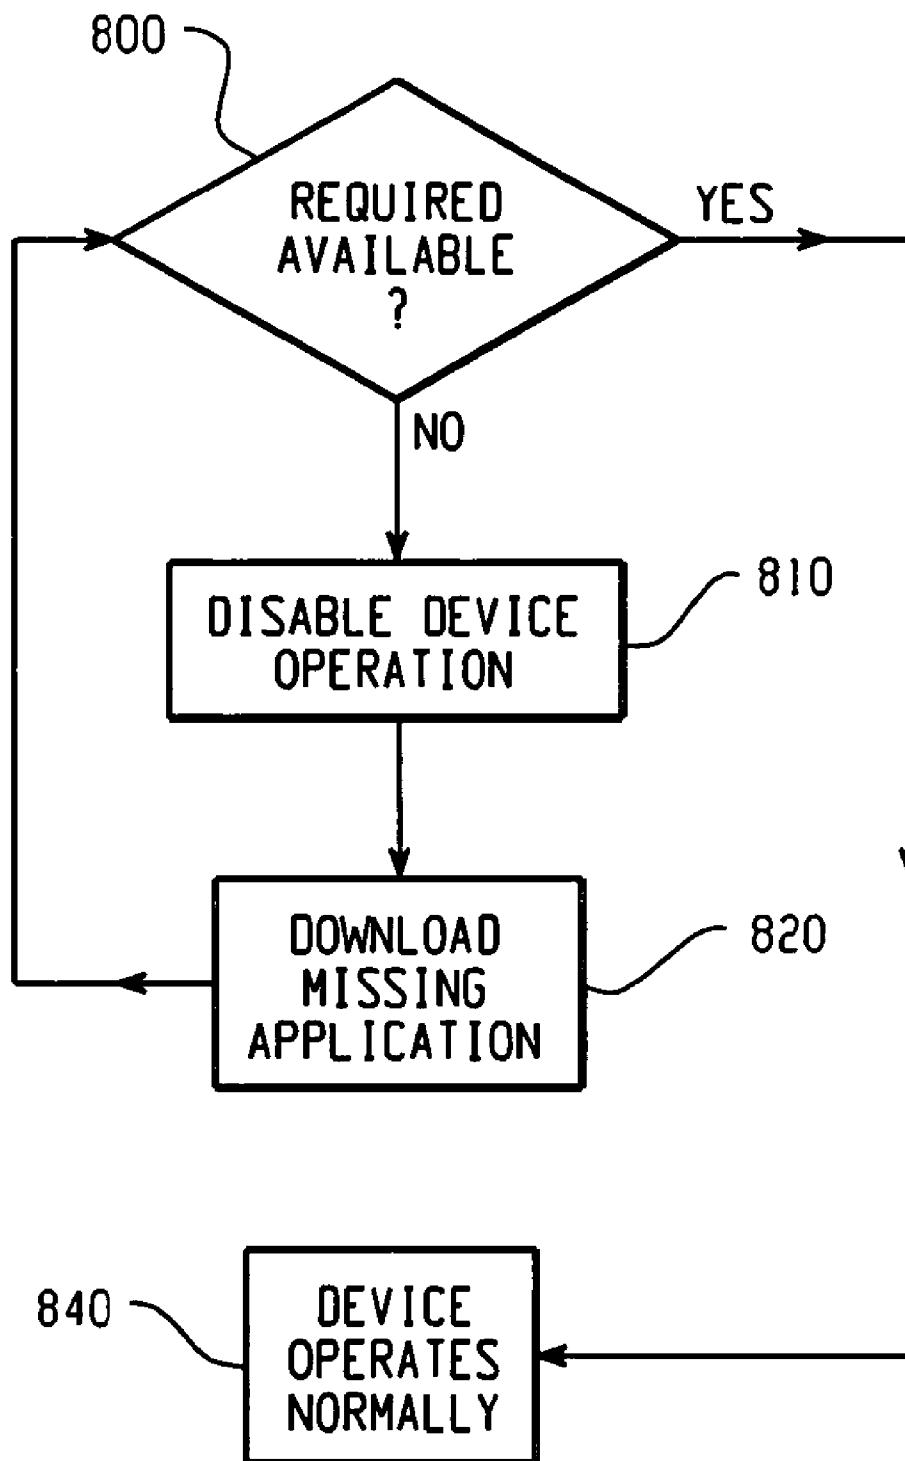 800
REQUIRED
AVAILABLE
?
YES
NO
810
DISABLE DEVICE
OPERATION
820
DOWNLOAD
MISSING
APPLICATION
840
DEVICE
OPERATES
NORMALLY